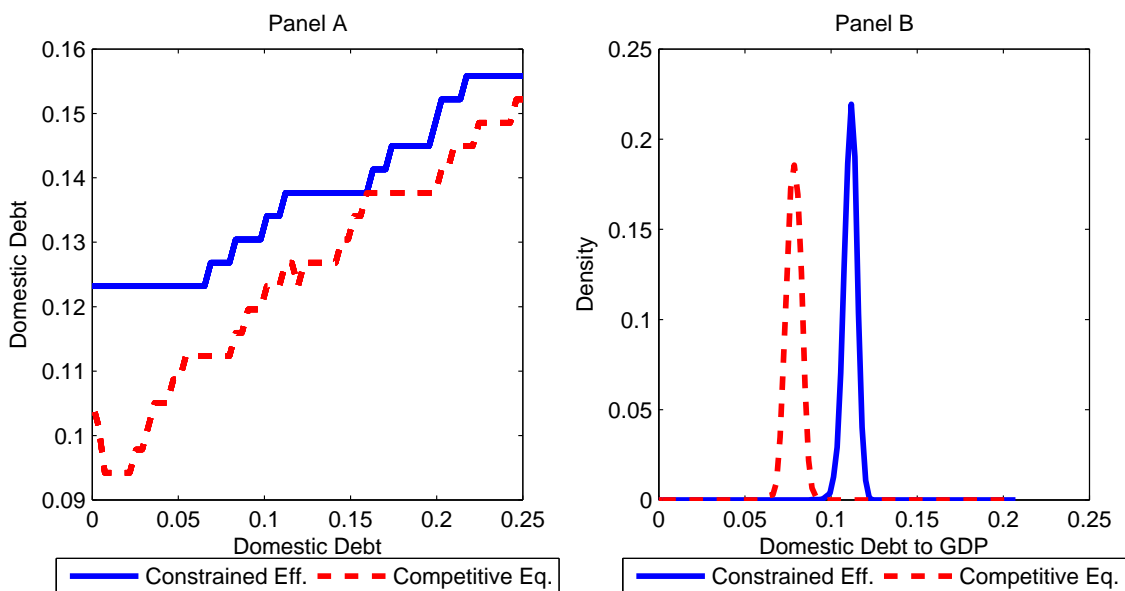 Panel A
0.16
0.15
0.14
0.13
0.12
0.11
0.1
0.09
Domestic Debt
0
0.05
0.1
0.15
0.2
0.25
Domestic Debt
Constrained Eff.
Competitive Eq.
Panel B
0.25
0.2
0.15
0.1
0.05
0
Density
0
0.05
0.1
0.15
0.2
0.25
Domestic Debt to GDP
Constrained Eff.
Competitive Eq.